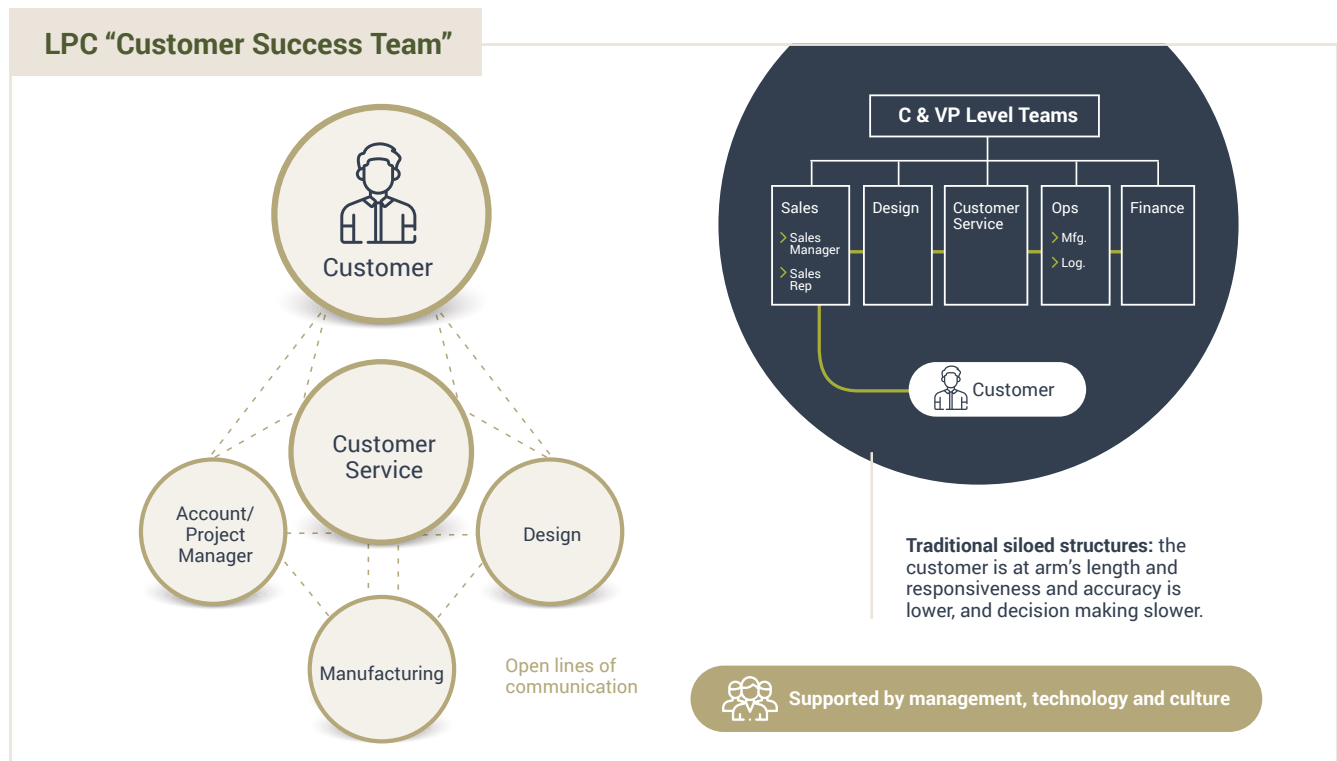 LPC “Customer Success Team”
Customer
Customer
Service
Account/
Project
Manager
Design
Manufacturing
Open lines of
communication
C & VP Level Teams
Sales
Sales
Manager
Sales
Rep
Design
Customer
Service
Ops
Mfg.
Log.
Finance
Customer
Traditional siloed structures: the
customer is at arm’s length and
responsiveness and accuracy is
lower, and decision making slower.
Supported by management, technology and culture